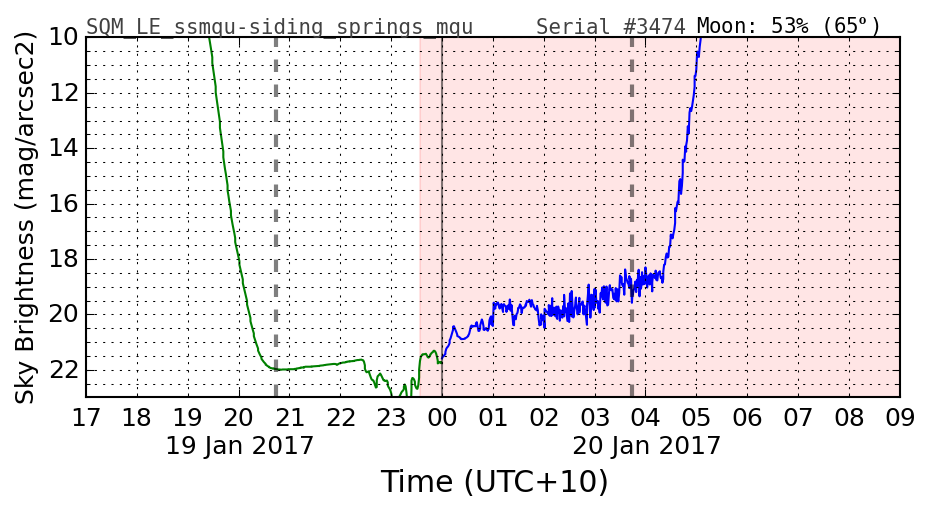 SQM_LE_ssmqu-siding_springs_mqu Serial #3474 Moon: 53% (65°)
Sky Brightness (mag/arcsec2)
10
12
14
16
18
20
22
17 18 19 20 21 22 23 00 01 02 03 04 05 06 07 08 09
19 Jan 2017 20 Jan 2017
Time (UTC+10)